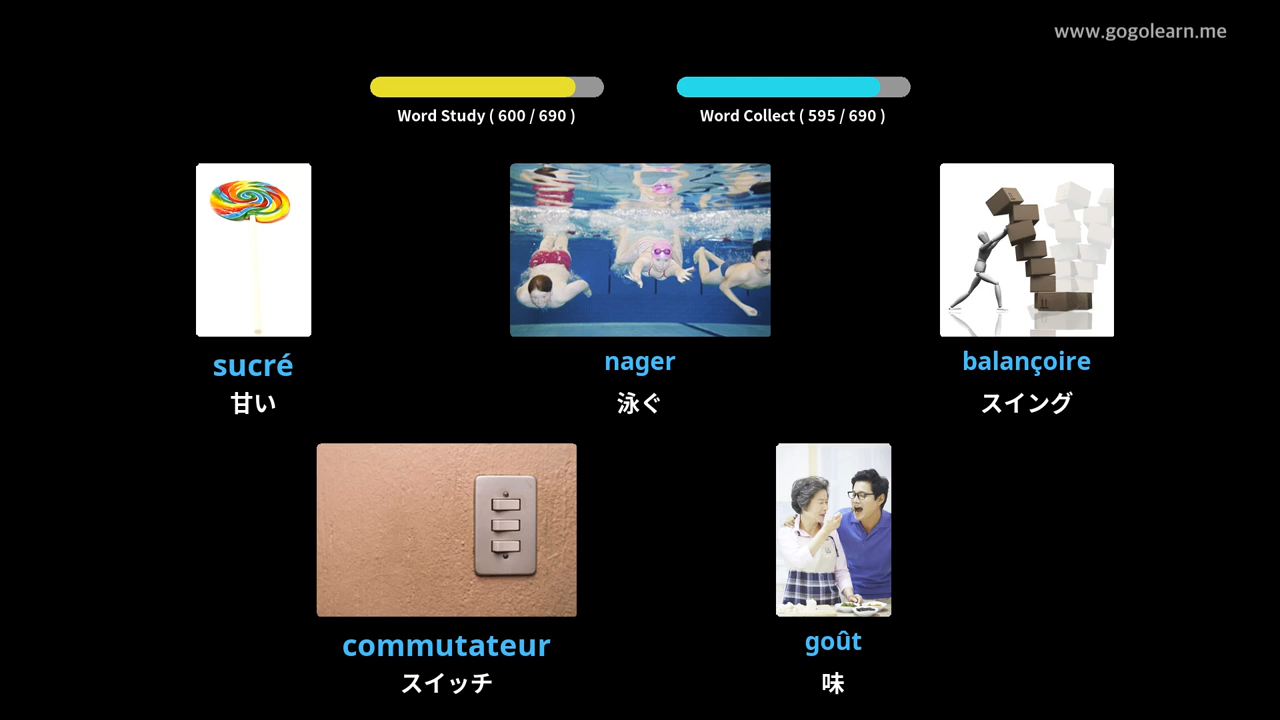 www.gogolearn.me
Word Study ( 600 / 690 )
Word Collect ( 595 / 690 )
sucré
甘い
nager
泳ぐ
balançoire
スイング
commutateur
スイッチ
goût
味